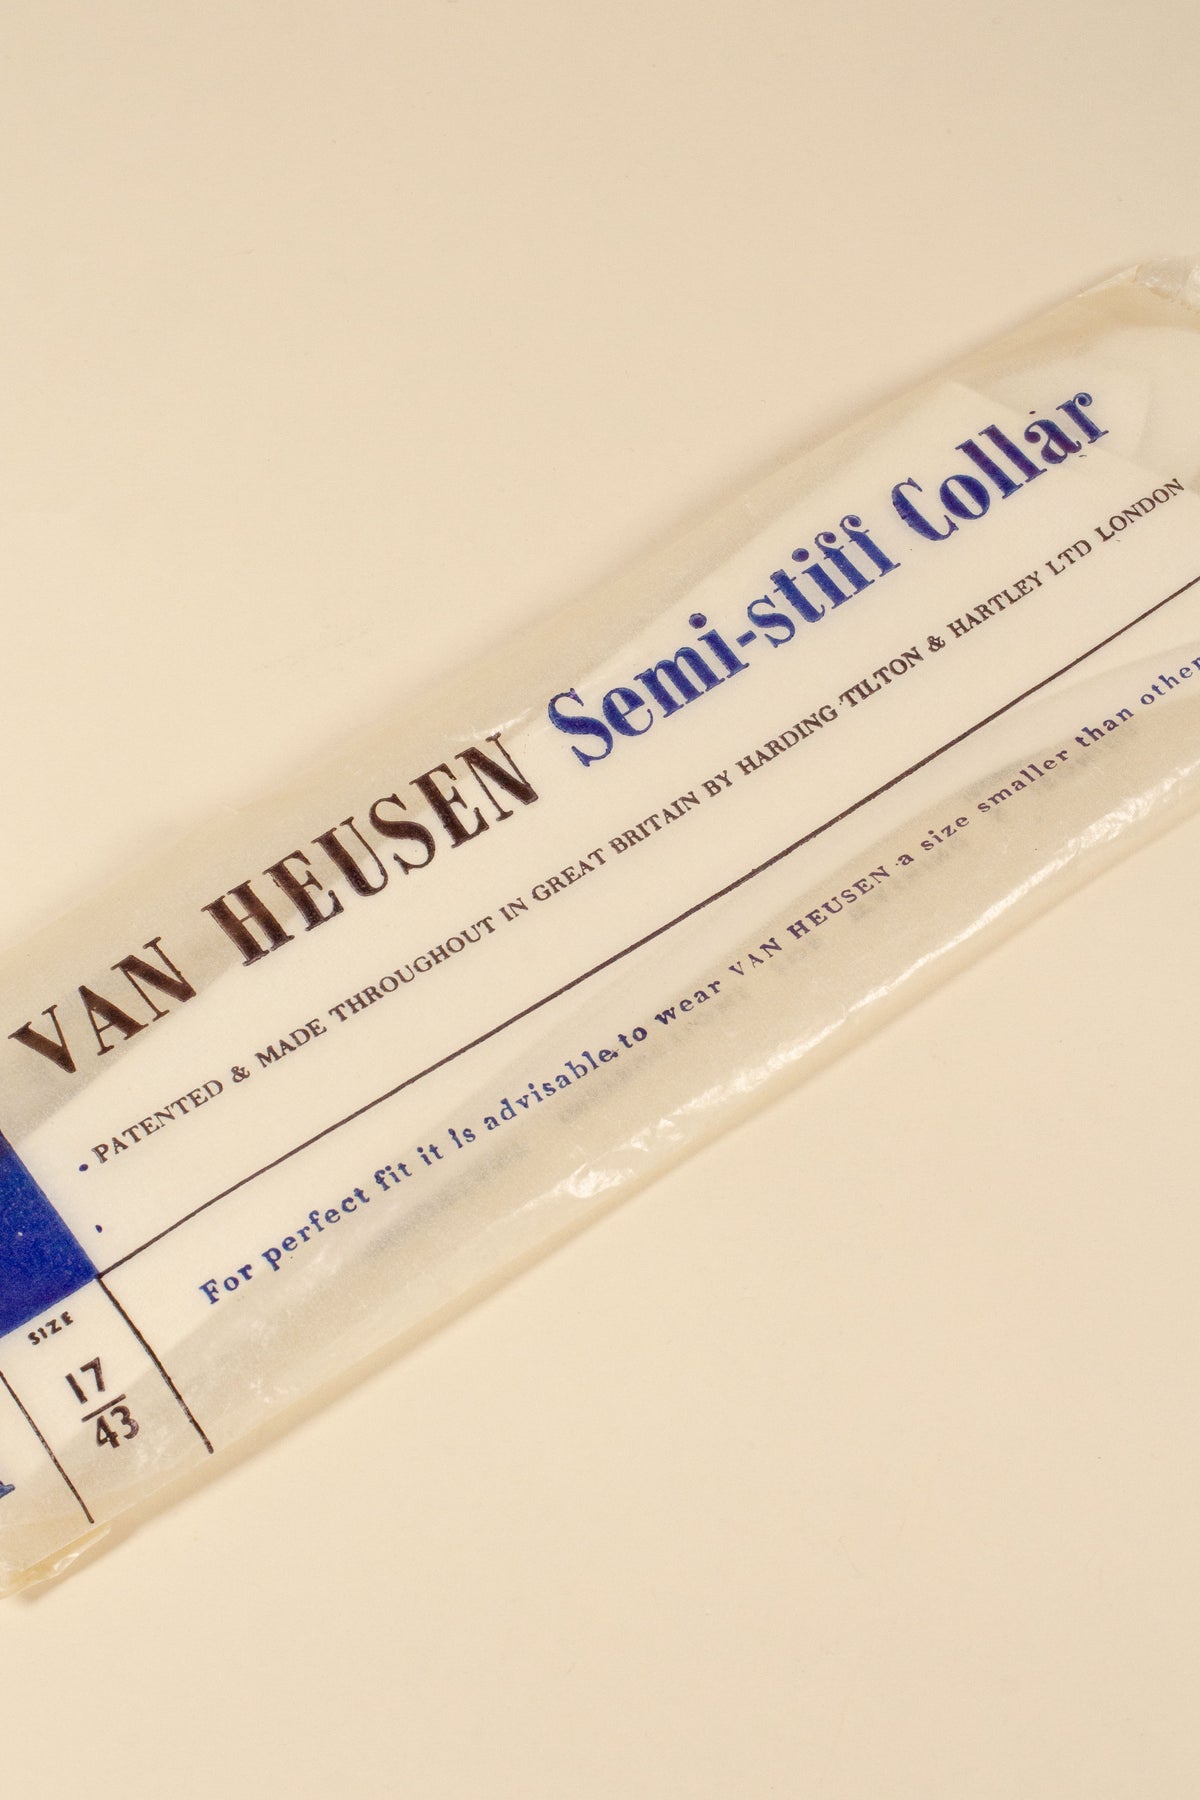 VAN HEUSEN Semi-stiff Collar
PATENTED & MADE THROUGHOUT IN GREAT BRITAIN BY HARDING TILTON & HARTLEY LTD LONDON
For perfect fit it is advisable to wear VAN HEUSEN a size smaller than other
SIZE
17
43